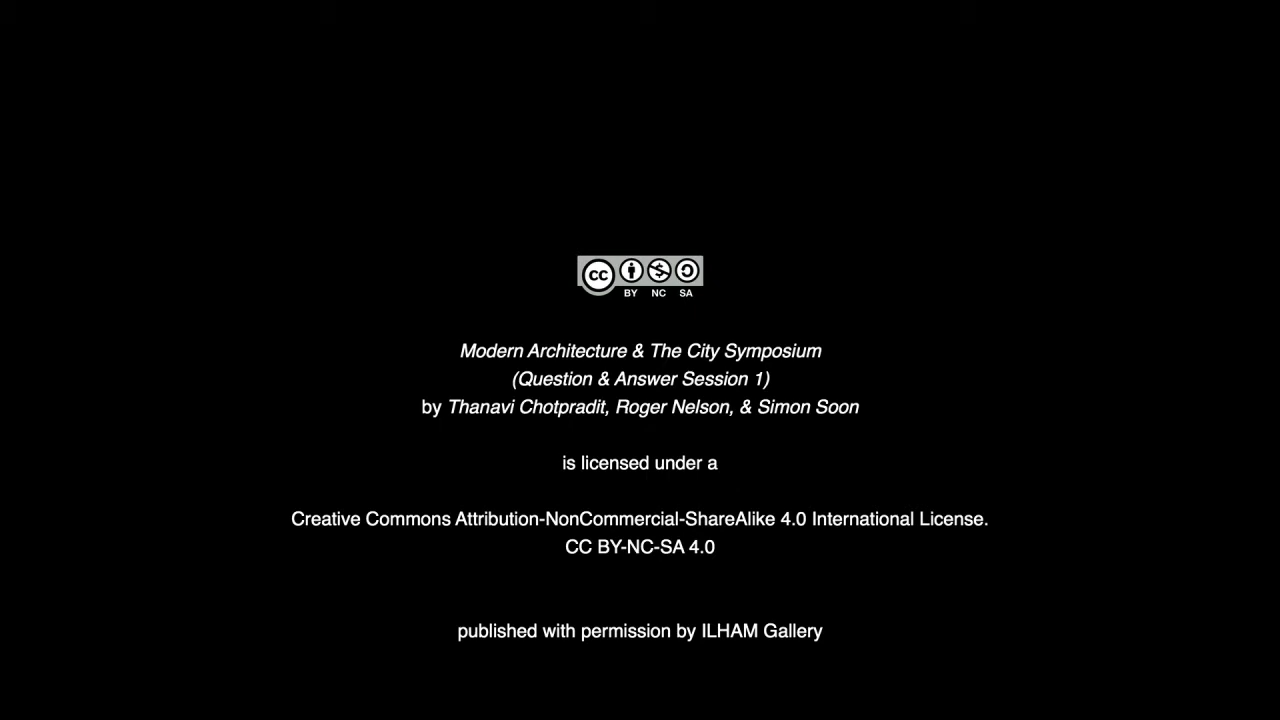 cc
BY NC SA
Modern Architecture & The City Symposium
(Question & Answer Session 1)
by Thanavi Chotpradit, Roger Nelson, & Simon Soon
is licensed under a
Creative Commons Attribution-NonCommercial-ShareAlike 4.0 International License.
CC BY-NC-SA 4.0
published with permission by ILHAM Gallery